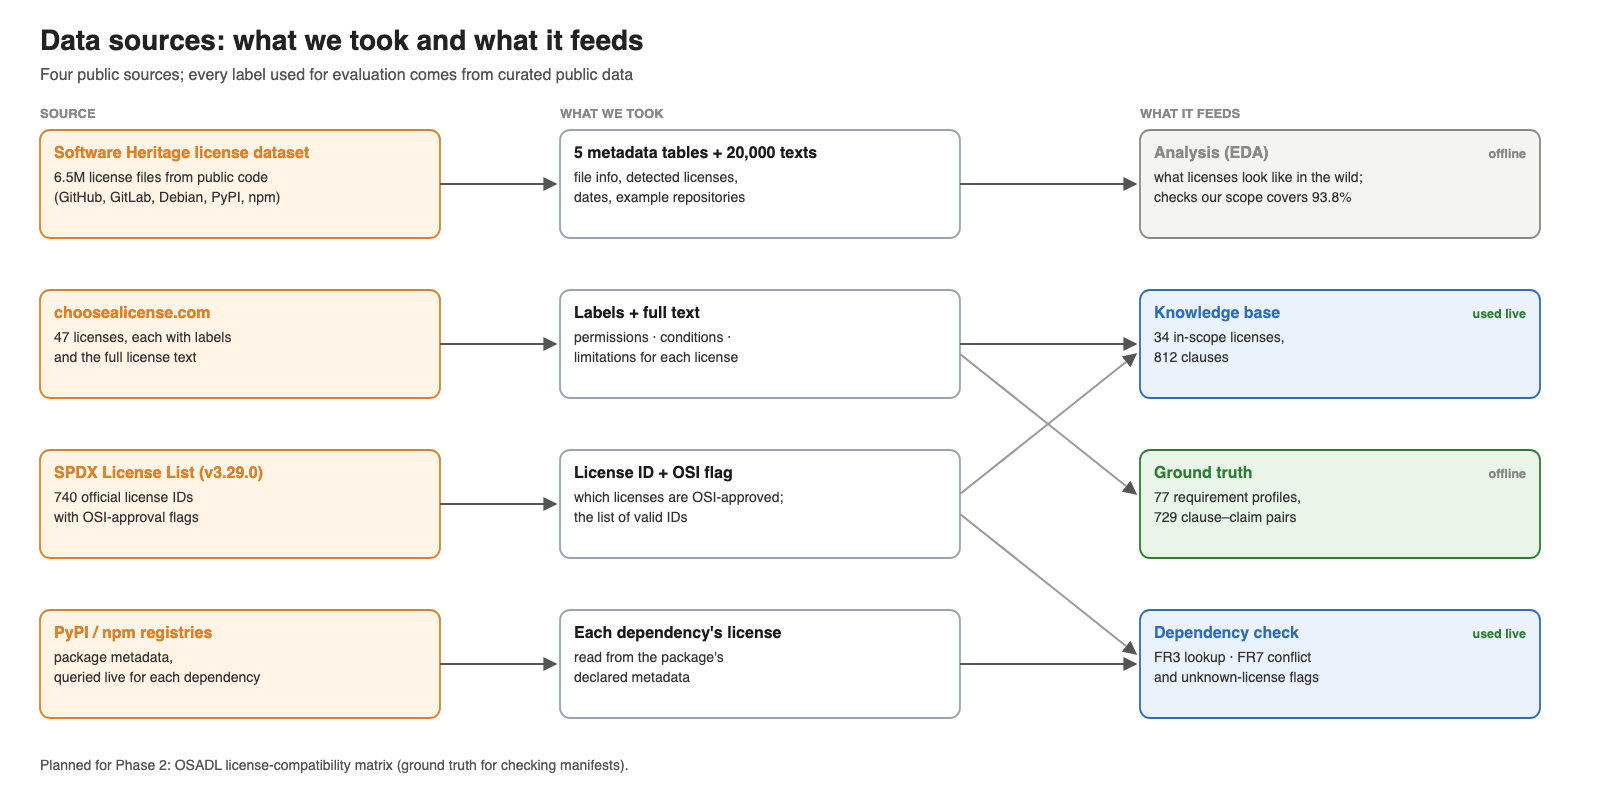 Data sources: what we took and what it feeds
Four public sources; every label used for evaluation comes from curated public data
SOURCE
WHAT WE TOOK
WHAT IT FEEDS
Software Heritage license dataset
6.5M license files from public code
(GitHub, GitLab, Debian, PyPI, npm)
5 metadata tables + 20,000 texts
file info, detected licenses,
dates, example repositories
Analysis (EDA)
offline
what licenses look like in the wild;
checks our scope covers 93.8%
choosealicense.com
47 licenses, each with labels
and the full license text
Labels + full text
permissions · conditions ·
limitations for each license
Knowledge base
used live
34 in-scope licenses,
812 clauses
SPDX License List (v3.29.0)
740 official license IDs
with OSI-approval flags
License ID + OSI flag
which licenses are OSI-approved;
the list of valid IDs
Ground truth
offline
77 requirement profiles,
729 clause–claim pairs
PyPI / npm registries
package metadata,
queried live for each dependency
Each dependency's license
read from the package's
declared metadata
Dependency check
used live
FR3 lookup · FR7 conflict
and unknown-license flags
Planned for Phase 2: OSADL license-compatibility matrix (ground truth for checking manifests).